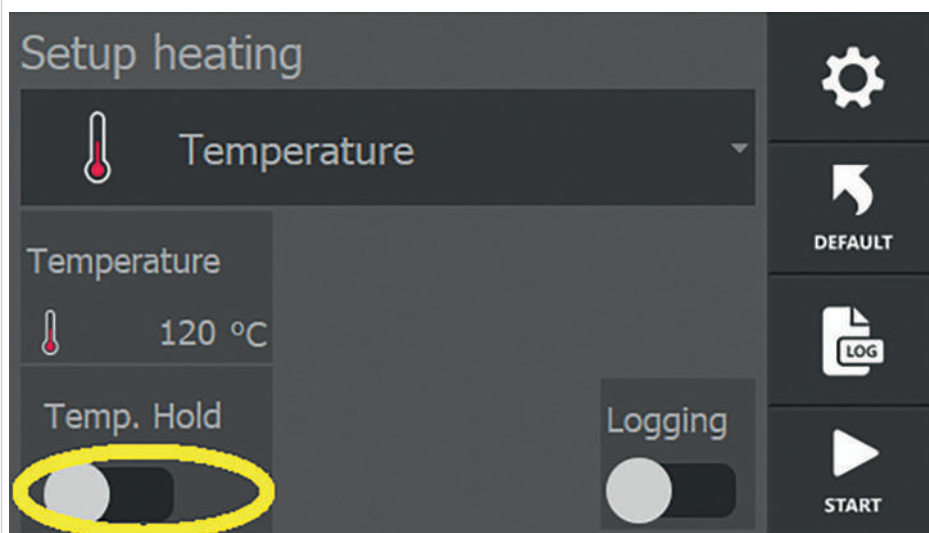 Setup heating
Temperature
DEFAULT
Temperature
120 °C
LOG
Temp. Hold
Logging
START